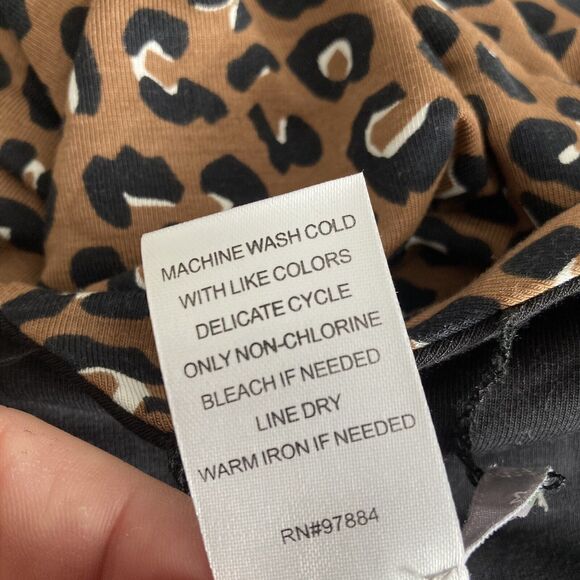 MACHINE WASH COLD
WITH LIKE COLORS
DELICATE CYCLE
ONLY NON-CHLORINE
BLEACH IF NEEDED
LINE DRY
WARM IRON IF NEEDED
RN#97884